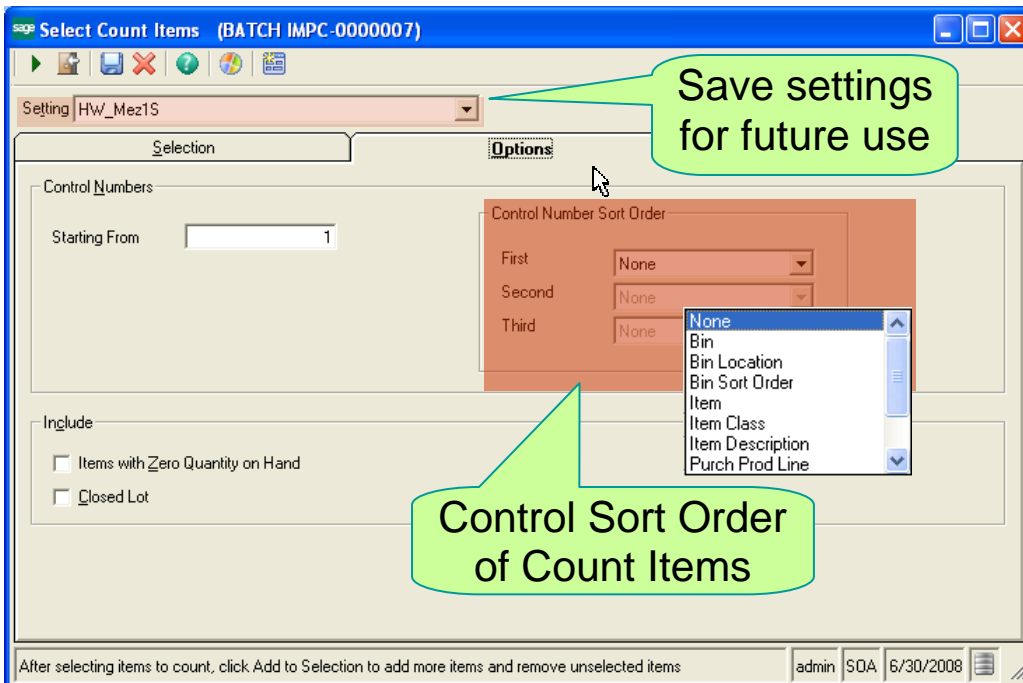 sage Select Count Items (BATCH IMPC-0000007)
Setting HW_Mez1S
Save settings
for future use
Selection Options
Control Numbers
Starting From 1
Control Number Sort Order
First None
Second None
Third None
None
Bin
Bin Location
Bin Sort Order
Item
Item Class
Item Description
Purch Prod Line
Include
Items with Zero Quantity on Hand
Closed Lot
Control Sort Order
of Count Items
After selecting items to count, click Add to Selection to add more items and remove unselected items admin SOA 6/30/2008